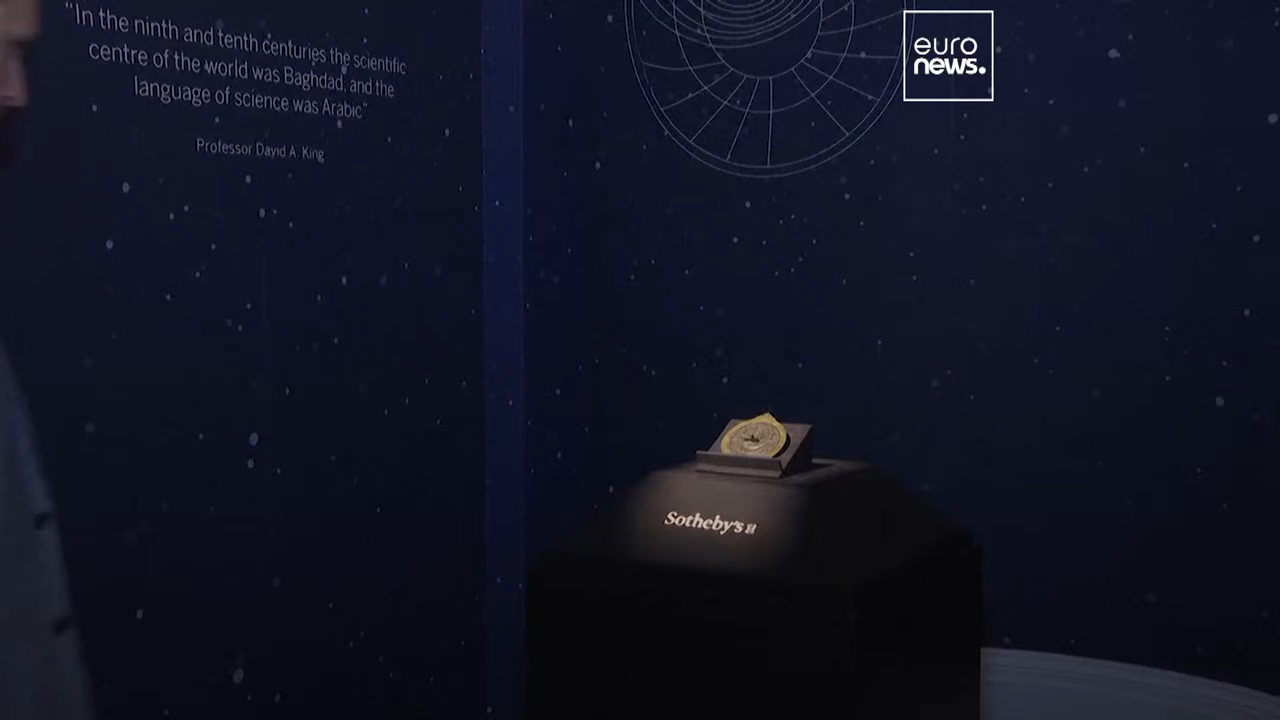 “In the ninth and tenth centuries the scientific
centre of the world was Baghdad, and the
language of science was Arabic”
Professor David A. King
euro
news.
Sotheby's